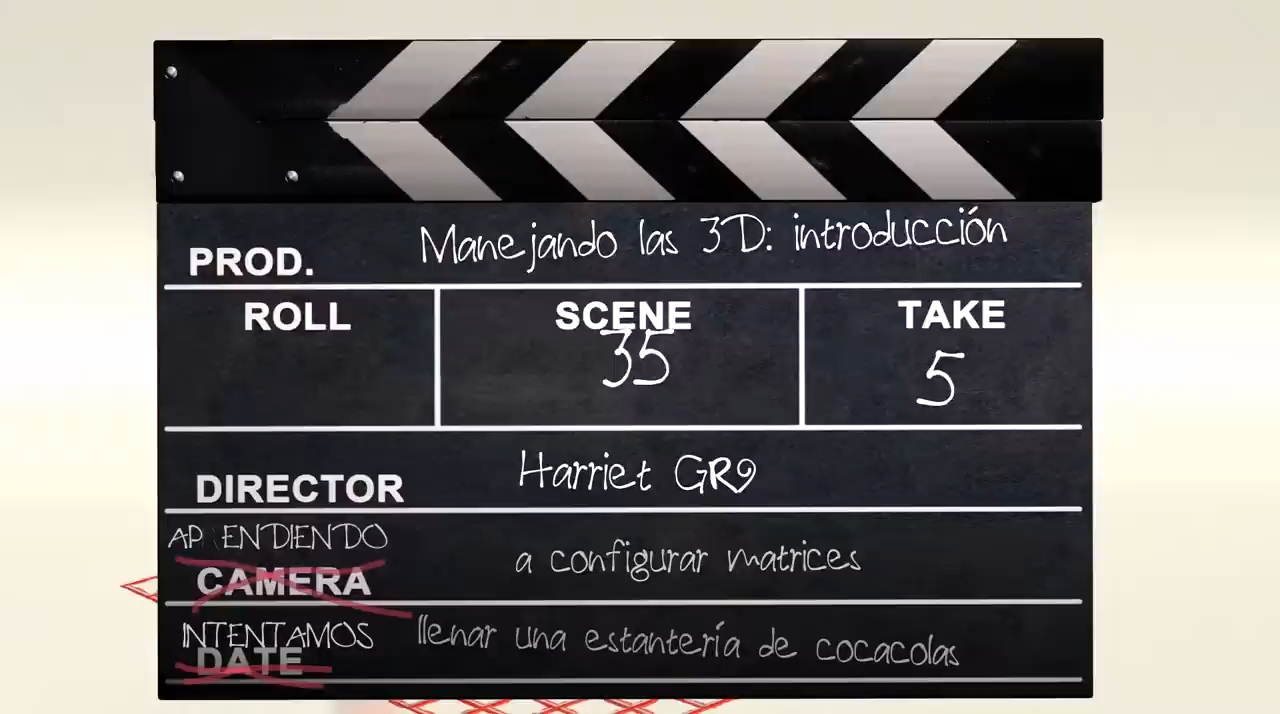 PROD. Manejando las 3D: introducción
ROLL SCENE TAKE
35 5
DIRECTOR Harriet GR
APRENDIENDO a configurar matrices
CAMERA
INTENTAMOS llenar una estantería de cocacolas
DATE